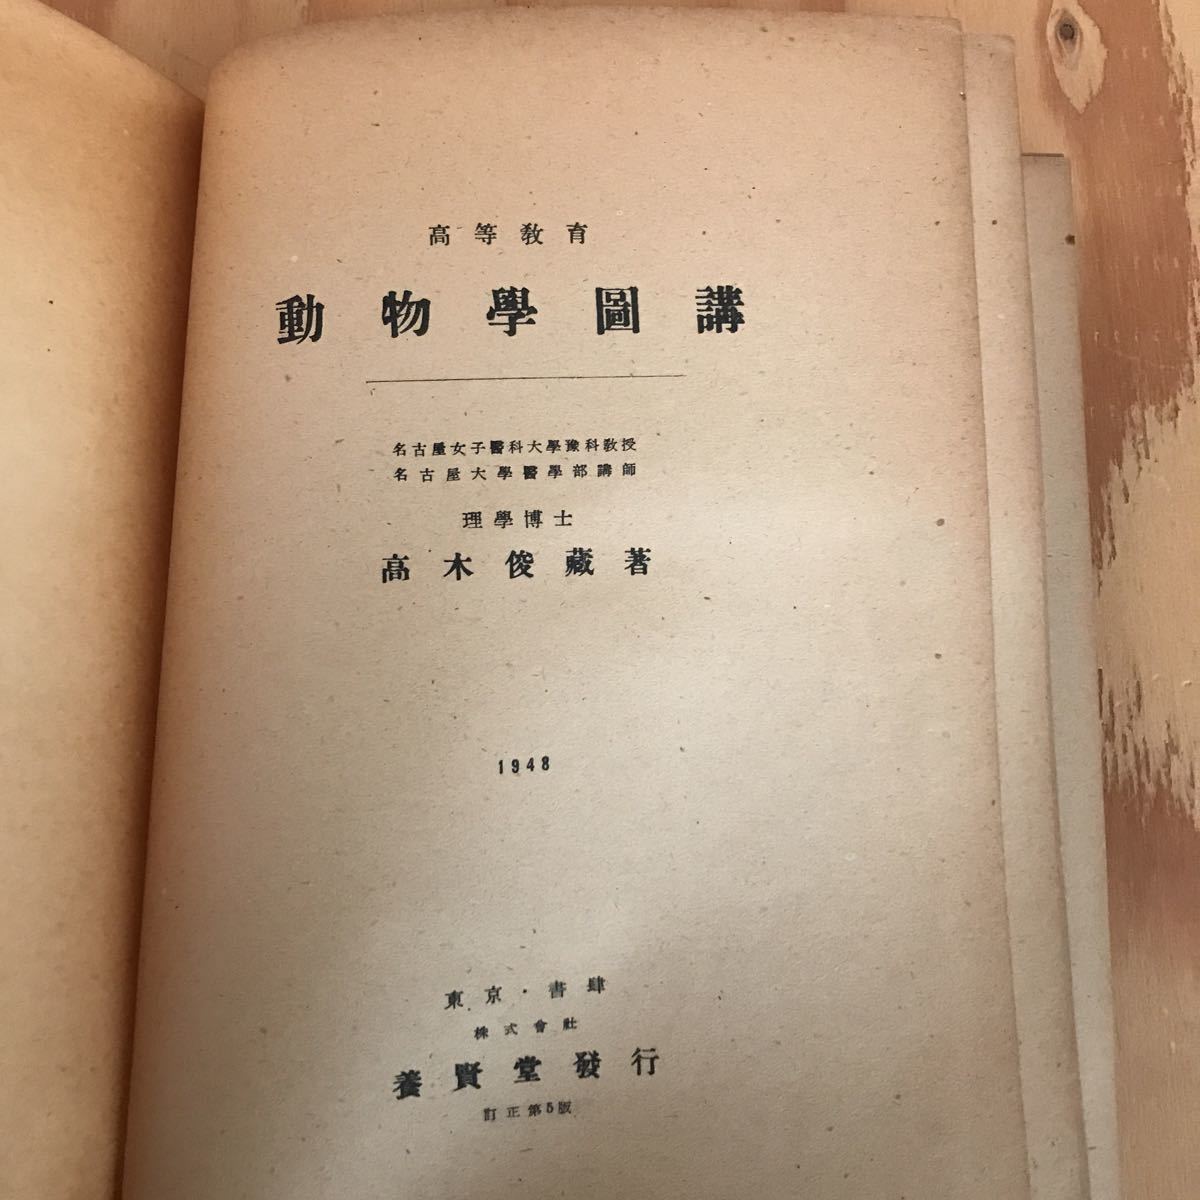 高等教育
動物學圖講
名古屋女子醫科大學豫科教授
名古屋大學醫學部講師
理學博士
高木俊藏著
1948
東京・書肆
株式會社
養賢堂發行
訂正第5版